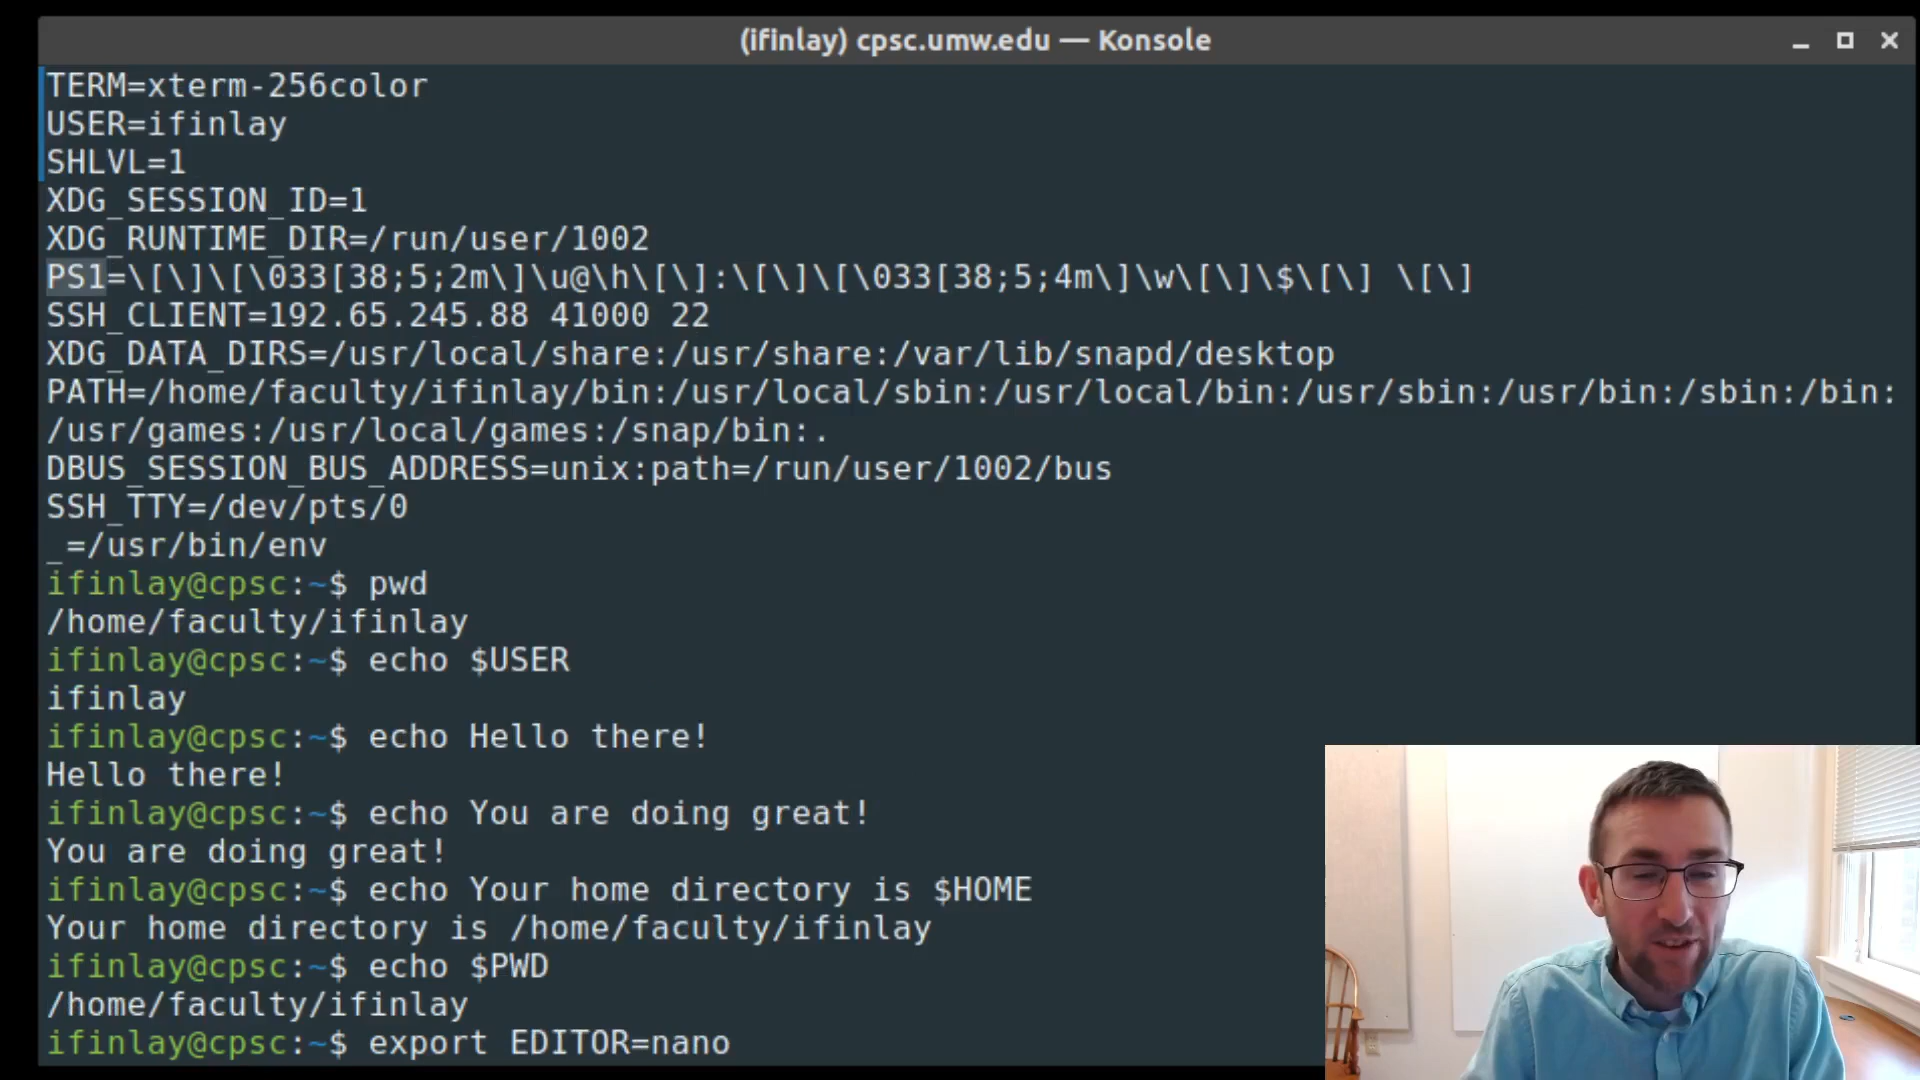 (ifinlay) cpsc.umw.edu — Konsole
TERM=xterm-256color
USER=ifinlay
SHLVL=1
XDG_SESSION_ID=1
XDG_RUNTIME_DIR=/run/user/1002
PS1=\[\]\[\033[38;5;2m\]\u@\h\[\]:\[\]\[\033[38;5;4m\]\w\[\]\$\[\] \[\]
SSH_CLIENT=192.65.245.88 41000 22
XDG_DATA_DIRS=/usr/local/share:/usr/share:/var/lib/snapd/desktop
PATH=/home/faculty/ifinlay/bin:/usr/local/sbin:/usr/local/bin:/usr/sbin:/usr/bin:/sbin:/bin:
/usr/games:/usr/local/games:/snap/bin:.
DBUS_SESSION_BUS_ADDRESS=unix:path=/run/user/1002/bus
SSH_TTY=/dev/pts/0
_=/usr/bin/env
ifinlay@cpsc:~$ pwd
/home/faculty/ifinlay
ifinlay@cpsc:~$ echo $USER
ifinlay
ifinlay@cpsc:~$ echo Hello there!
Hello there!
ifinlay@cpsc:~$ echo You are doing great!
You are doing great!
ifinlay@cpsc:~$ echo Your home directory is $HOME
Your home directory is /home/faculty/ifinlay
ifinlay@cpsc:~$ echo $PWD
/home/faculty/ifinlay
ifinlay@cpsc:~$ export EDITOR=nano